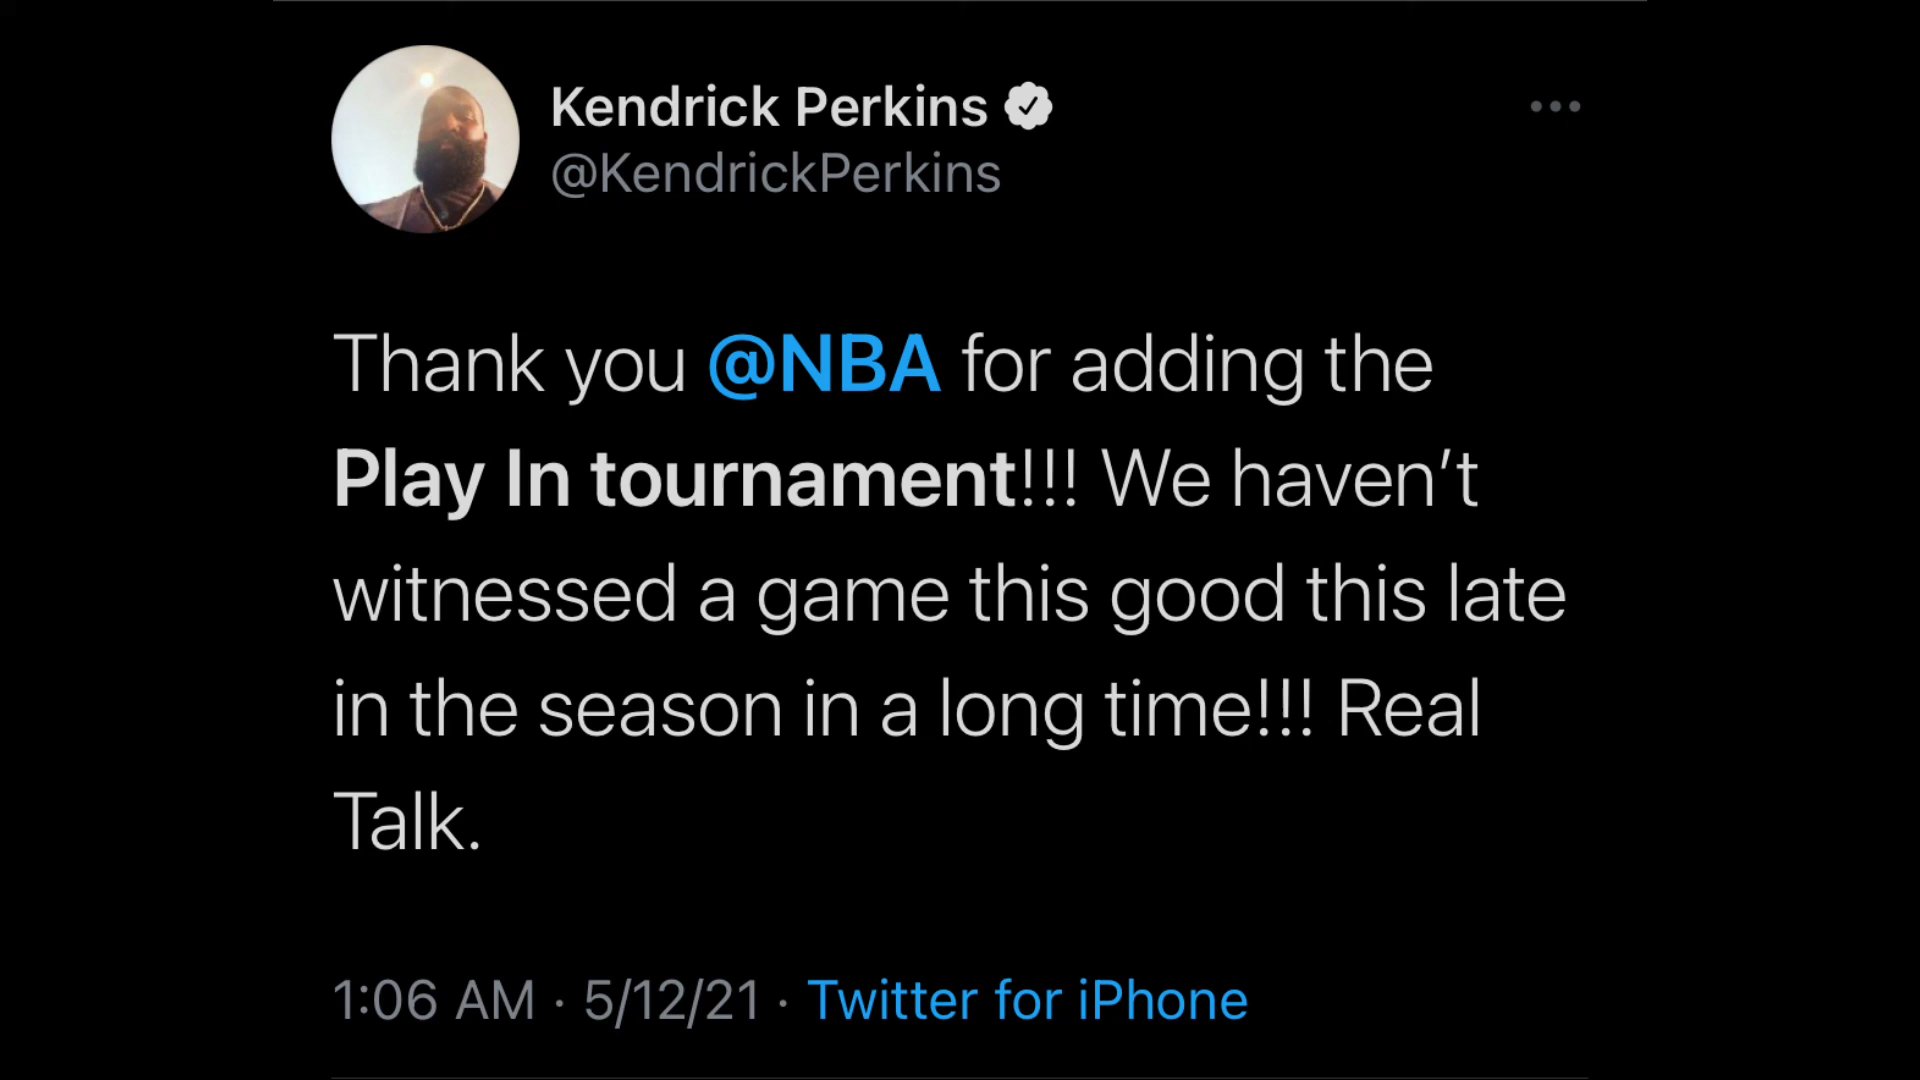 Kendrick Perkins
@KendrickPerkins
Thank you @NBA for adding the
Play In tournament!!! We haven’t
witnessed a game this good this late
in the season in a long time!!! Real
Talk.
1:06 AM · 5/12/21 · Twitter for iPhone